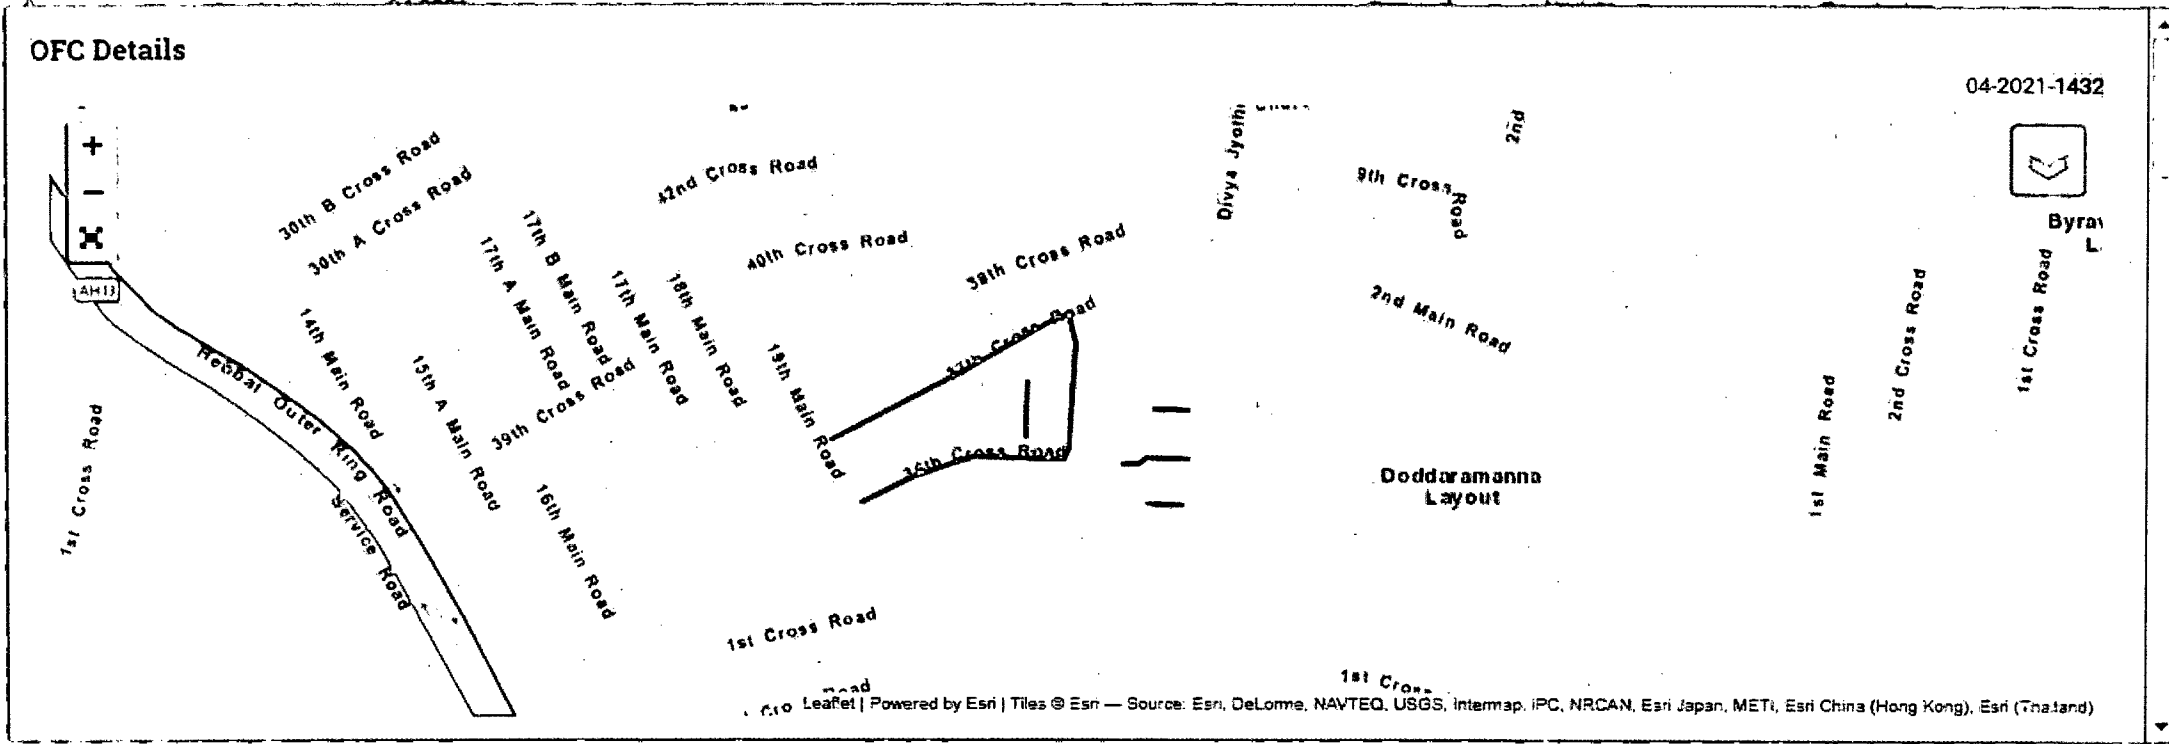 OFC Details
04-2021-1432
+
−
30th B Cross Road
30th A Cross Road
42nd Cross Road
Divya Jyothi
2nd
9th Cross Road
17th B Main Road
17th A Main Road
40th Cross Road
38th Cross Road
17th Main Road
18th Main Road
2nd Main Road
2nd Cross Road
1st Cross Road
AH43
14th Main Road
Hebbal Outer Ring Road
15th A Main Road
39th Cross Road
19th Main Road
37th Cross Road
36th Cross Road
1st Main Road
Doddaramanna
Layout
1st Cross Road
Service Road
16th Main Road
1st Cross Road
1st Cross
Leaflet | Powered by Esri | Tiles © Esri — Source: Esri, DeLorme, NAVTEQ, USGS, Intermap, iPC, NRCAN, Esri Japan, METI, Esri China (Hong Kong), Esri (Thailand)